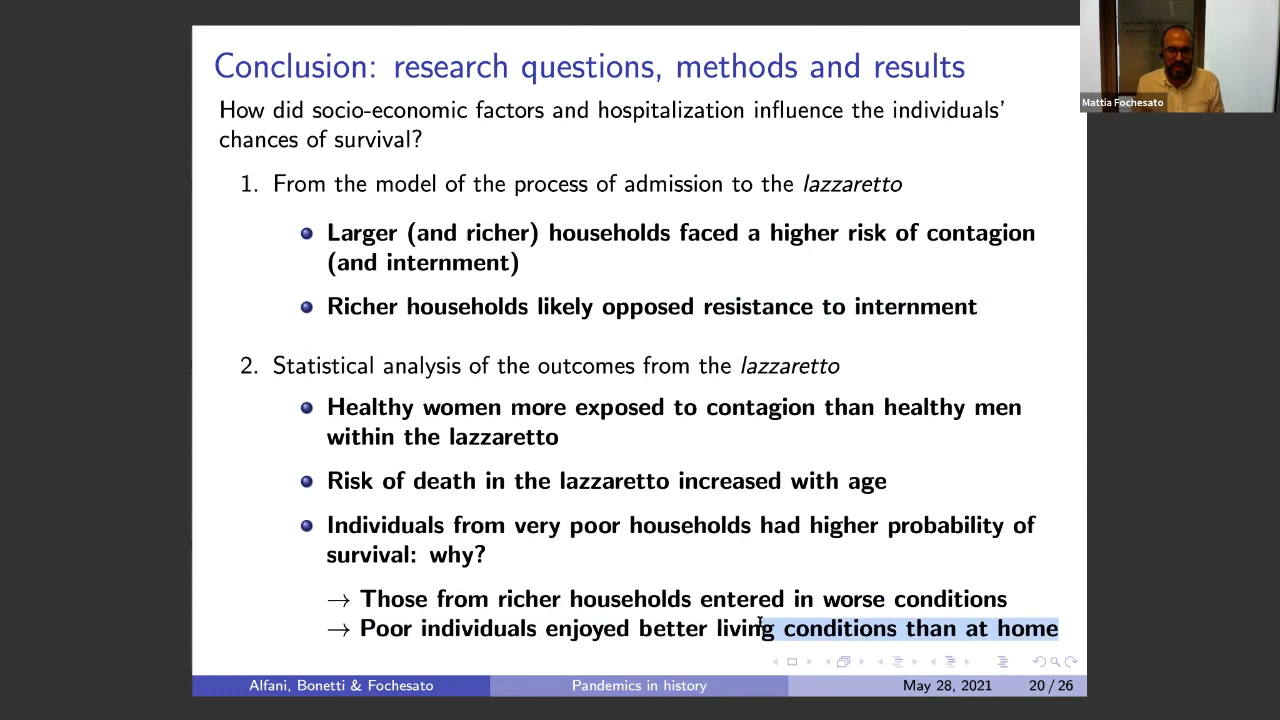 Conclusion: research questions, methods and results
How did socio-economic factors and hospitalization influence the individuals'
chances of survival?
1. From the model of the process of admission to the lazzaretto
Larger (and richer) households faced a higher risk of contagion
(and internment)
Richer households likely opposed resistance to internment
2. Statistical analysis of the outcomes from the lazzaretto
Healthy women more exposed to contagion than healthy men
within the lazzaretto
Risk of death in the lazzaretto increased with age
Individuals from very poor households had higher probability of
survival: why?
→ Those from richer households entered in worse conditions
→ Poor individuals enjoyed better living conditions than at home
Alfani, Bonetti & Fochesato
Pandemics in history
May 28, 2021
20 / 26
Mattia Fochesato